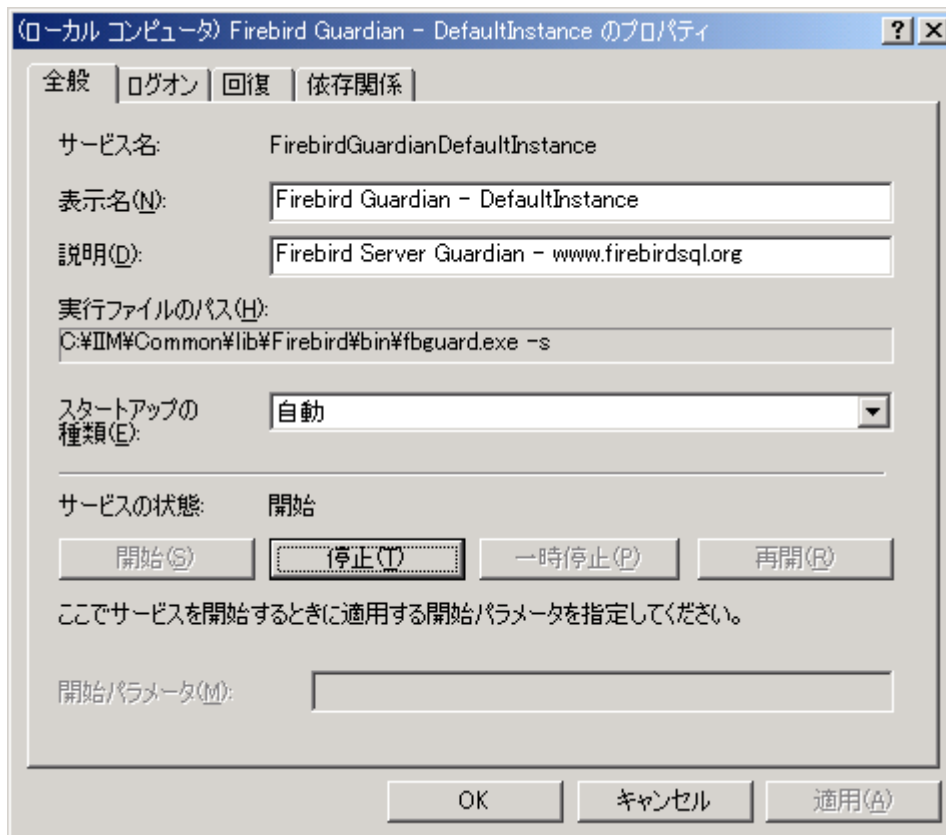 (ローカル コンピュータ) Firebird Guardian - DefaultInstance のプロパティ
全般 ログオン 回復 依存関係
サービス名: FirebirdGuardianDefaultInstance
表示名(N): Firebird Guardian - DefaultInstance
説明(D): Firebird Server Guardian - www.firebirdsql.org
実行ファイルのパス(H):
C:¥IIM¥Common¥lib¥Firebird¥bin¥fbguard.exe -s
スタートアップの
種類(E): 自動
サービスの状態: 開始
開始(S) 停止(T) 一時停止(P) 再開(R)
ここでサービスを開始するときに適用する開始パラメータを指定してください。
開始パラメータ(M):
OK キャンセル 適用(A)